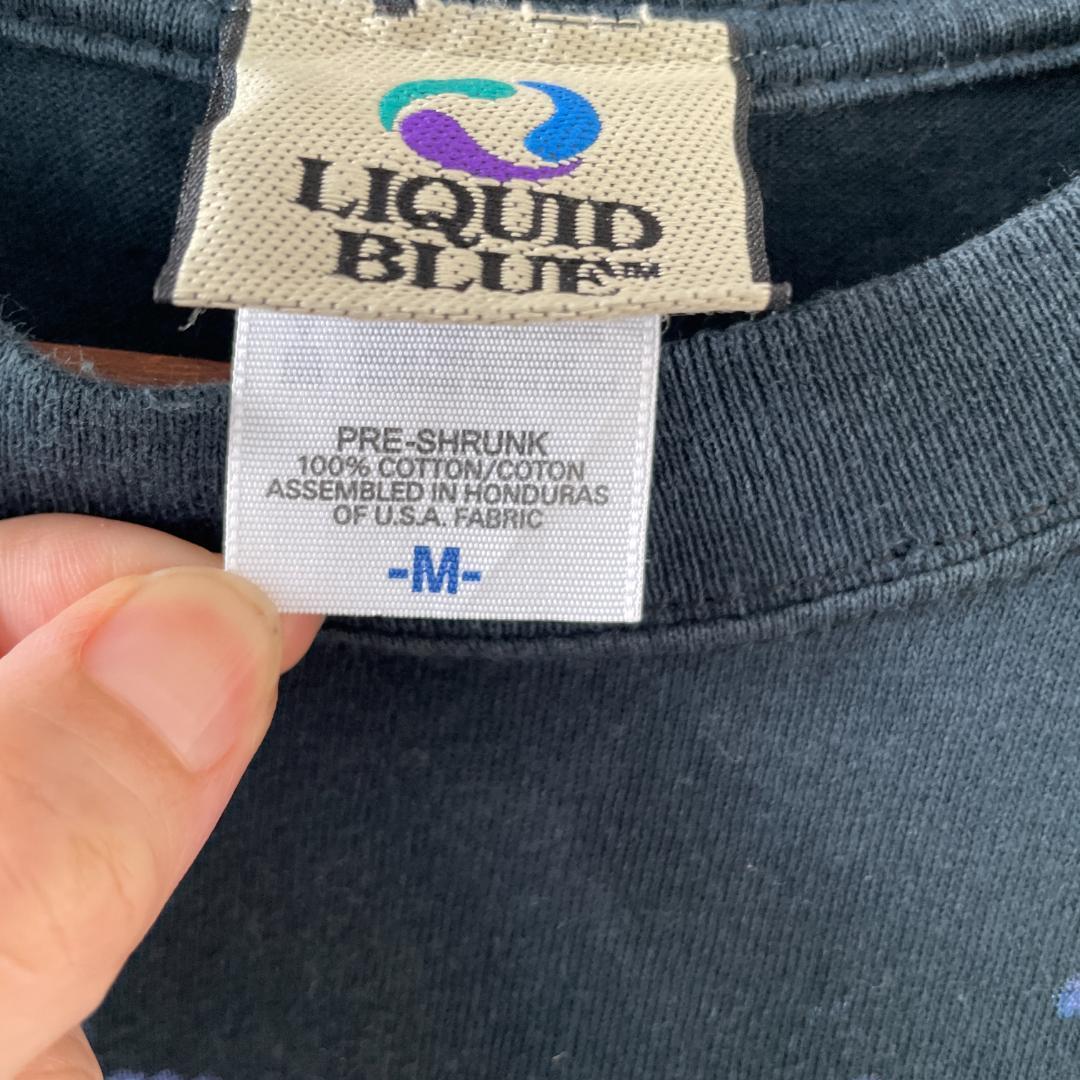 LIQUID
BLUE™
PRE-SHRUNK
100% COTTON/COTON
ASSEMBLED IN HONDURAS
OF U.S.A. FABRIC
-M-